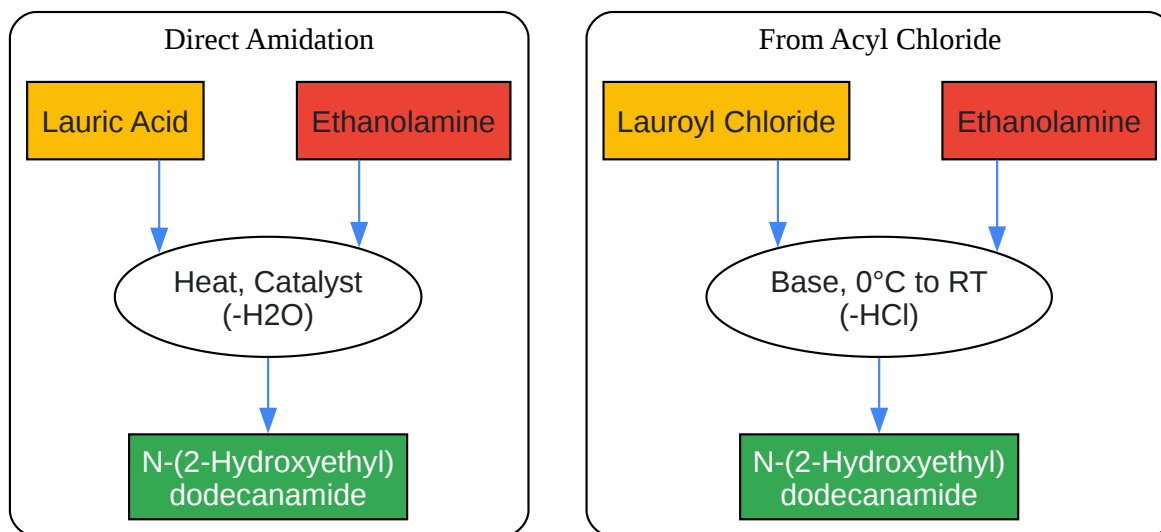 Direct Amidation
Lauric Acid
Ethanolamine
Heat, Catalyst
(-H2O)
N-(2-Hydroxyethyl)
dodecanamide
From Acyl Chloride
Lauroyl Chloride
Ethanolamine
Base, 0°C to RT
(-HCl)
N-(2-Hydroxyethyl)
dodecanamide